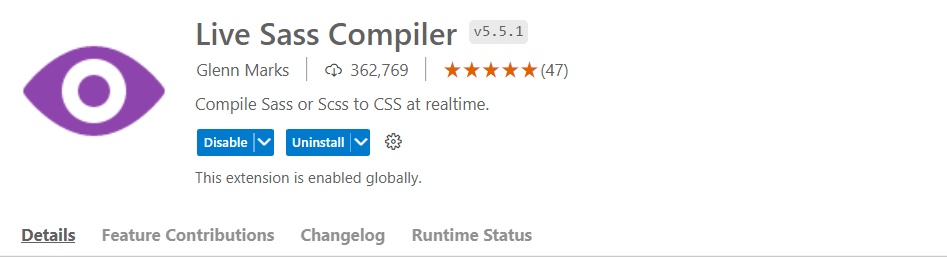 Live Sass Compiler v5.5.1
Glenn Marks 362,769 (47)
Compile Sass or Scss to CSS at realtime.
Disable Uninstall
This extension is enabled globally.
Details Feature Contributions Changelog Runtime Status